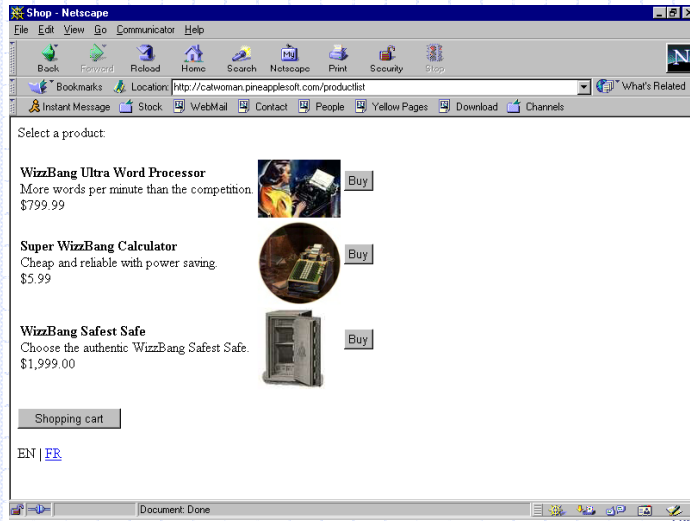 Shop - Netscape
File Edit View Go Communicator Help
Back Forward Reload Home Search Netscape Print Security Stop
Bookmarks Location: http://catwoman.pineapplesoft.com/productlist What's Related
Instant Message Stock WebMail Contact People Yellow Pages Download Channels
Select a product:
WizzBang Ultra Word Processor
More words per minute than the competition.
$799.99
Buy
Super WizzBang Calculator
Cheap and reliable with power saving.
$5.99
Buy
WizzBang Safest Safe
Choose the authentic WizzBang Safest Safe.
$1,999.00
Buy
Shopping cart
EN | FR
Document: Done